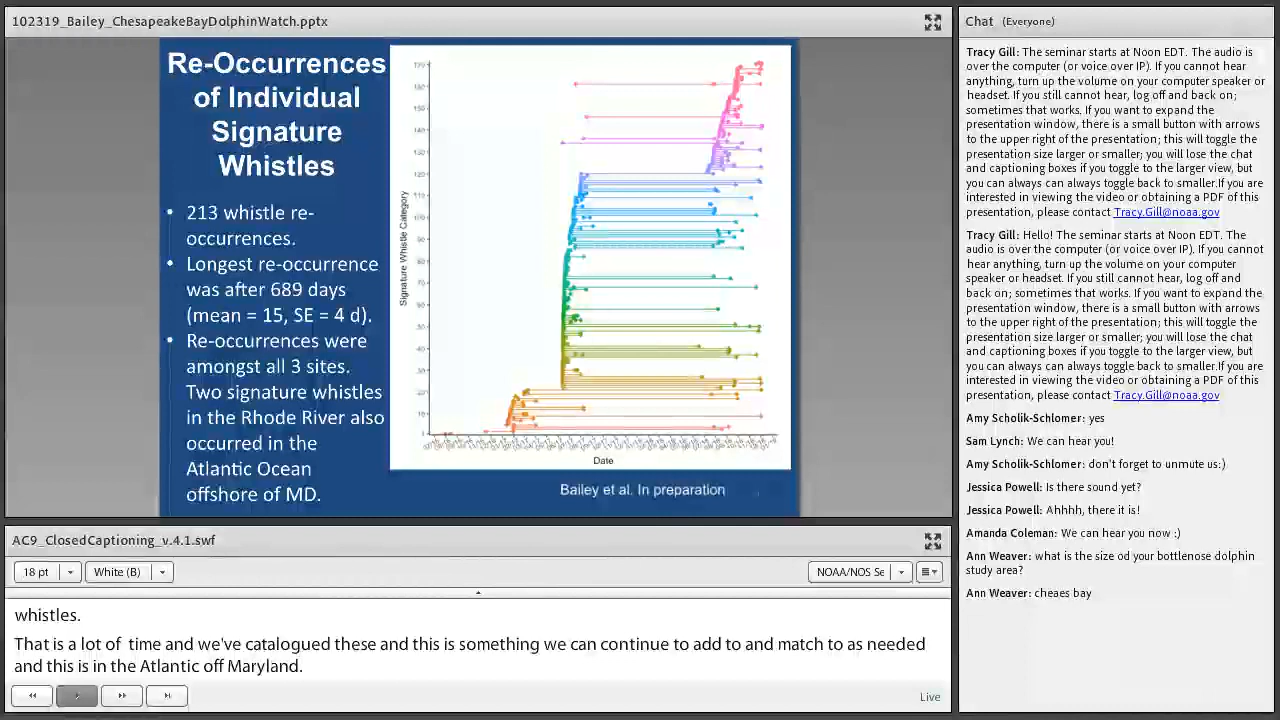 102319_Bailey_ChesapeakeBayDolphinWatch.pptx
Re-Occurrences
of Individual
Signature
Whistles
• 213 whistle re-
occurrences.
• Longest re-occurrence
was after 689 days
(mean = 15, SE = 4 d).
• Re-occurrences were
amongst all 3 sites.
Two signature whistles
in the Rhode River also
occurred in the
Atlantic Ocean
offshore of MD.
Signature Whistle Category
160
150
140
130
120
110
100
90
80
70
60
50
40
30
20
10
1
Date
Bailey et al. In preparation
AC9_ClosedCaptioning_v.4.1.swf
18 pt
White (B)
NOAA/NOS Se
whistles.
That is a lot of time and we've catalogued these and this is something we can continue to add to and match to as needed
and this is in the Atlantic off Maryland.
Live
Chat (Everyone)
Tracy Gill: The seminar starts at Noon EDT. The audio is
over the computer (or voice over IP). If you cannot hear
anything, turn up the volume on your computer speaker or
headset. If you still cannot hear, log off and back on;
sometimes that works. If you want to expand the
presentation window, there is a small button with arrows
to the upper right of the presentation; this will toggle the
presentation size larger or smaller; you will lose the chat
and captioning boxes if you toggle to the larger view, but
you can always can always toggle back to smaller.If you are
interested in viewing the video or obtaining a PDF of this
presentation, please contact Tracy.Gill@noaa.gov
Tracy Gill: Hello! The seminar starts at Noon EDT. The
audio is over the computer (or voice over IP). If you cannot
hear anything, turn up the volume on your computer
speaker or headset. If you still cannot hear, log off and
back on; sometimes that works. If you want to expand the
presentation window, there is a small button with arrows
to the upper right of the presentation; this will toggle the
presentation size larger or smaller; you will lose the chat
and captioning boxes if you toggle to the larger view, but
you can always can always toggle back to smaller.If you are
interested in viewing the video or obtaining a PDF of this
presentation, please contact Tracy.Gill@noaa.gov
Amy Scholik-Schlomer: yes
Sam Lynch: We can hear you!
Amy Scholik-Schlomer: don't forget to unmute us:)
Jessica Powell: Is there sound yet?
Jessica Powell: Ahhhh, there it is!
Amanda Coleman: We can hear you now :)
Ann Weaver: what is the size od your bottlenose dolphin
study area?
Ann Weaver: cheaes bay